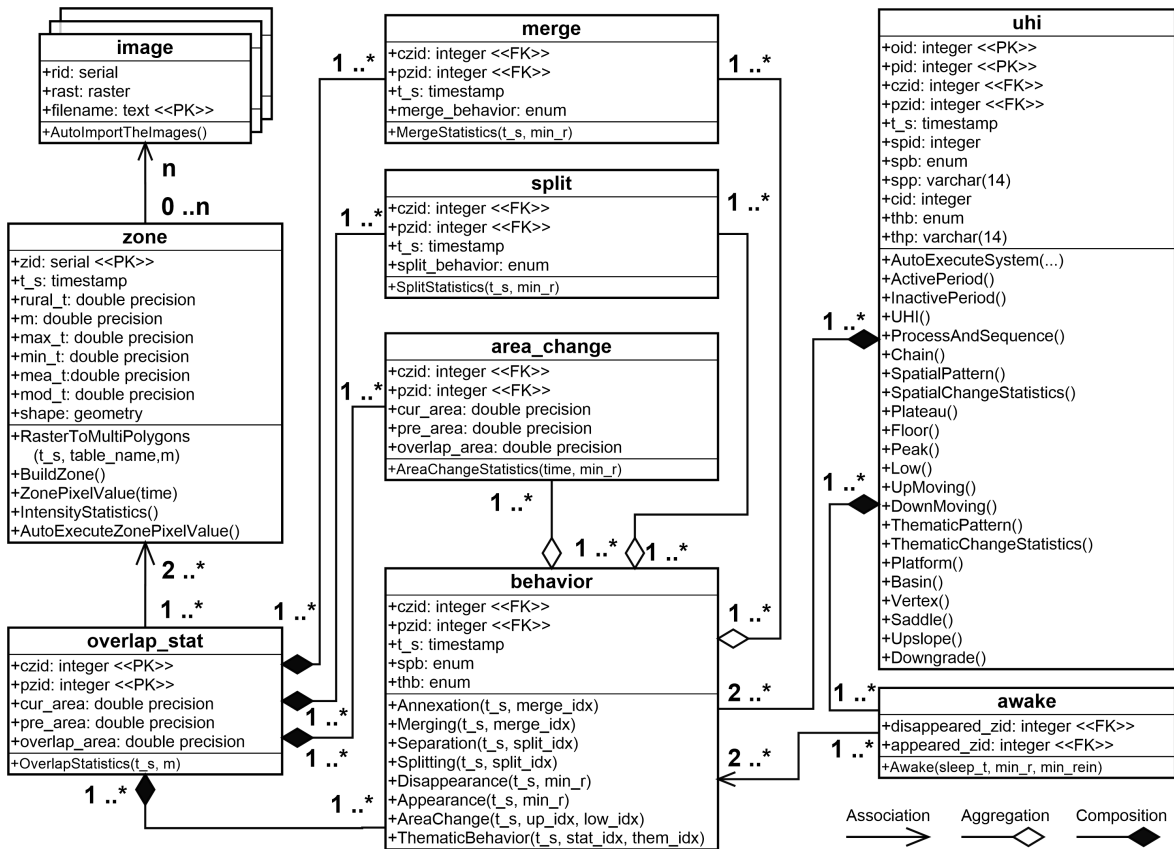 image
+rid: serial
+rast: raster
+filename: text <<PK>>
+AutoImportTheImages()
n
0 ..n
zone
+zid: serial <<PK>>
+t_s: timestamp
+rural_t: double precision
+m: double precision
+max_t: double precision
+min_t: double precision
+mea_t:double precision
+mod_t: double precision
+shape: geometry
+RasterToMultiPolygons
(t_s, table_name,m)
+BuildZone()
+ZonePixelValue(time)
+IntensityStatistics()
+AutoExecuteZonePixelValue()
2 ..*
1 ..*
overlap_stat
+czid: integer <<PK>>
+pzid: integer <<PK>>
+cur_area: double precision
+pre_area: double precision
+overlap_area: double precision
+OverlapStatistics(t_s, m)
1 ..*
1 ..*
1 ..*
1 ..*
1 ..*
merge
+czid: integer <<FK>>
+pzid: integer <<FK>>
+t_s: timestamp
+merge_behavior: enum
+MergeStatistics(t_s, min_r)
1 ..*
1 ..*
split
+czid: integer <<FK>>
+pzid: integer <<FK>>
+t_s: timestamp
+split_behavior: enum
+SplitStatistics(t_s, min_r)
1 ..*
1 ..*
area_change
+czid: integer <<FK>>
+pzid: integer <<FK>>
+cur_area: double precision
+pre_area: double precision
+overlap_area: double precision
+AreaChangeStatistics(time, min_r)
1 ..*
1 ..*
1 ..*
1 ..*
behavior
+czid: integer <<FK>>
+pzid: integer <<FK>>
+t_s: timestamp
+spb: enum
+thb: enum
+Annexation(t_s, merge_idx)
+Merging(t_s, merge_idx)
+Separation(t_s, split_idx)
+Splitting(t_s, split_idx)
+Disappearance(t_s, min_r)
+Appearance(t_s, min_r)
+AreaChange(t_s, up_idx, low_idx)
+ThematicBehavior(t_s, stat_idx, them_idx)
1 ..*
2 ..*
2 ..*
uhi
+oid: integer <<PK>>
+pid: integer <<PK>>
+czid: integer <<FK>>
+pzid: integer <<FK>>
+t_s: timestamp
+spid: integer
+spb: enum
+spp: varchar(14)
+cid: integer
+thb: enum
+thp: varchar(14)
+AutoExecuteSystem(...)
+ActivePeriod()
+InactivePeriod()
+UHI()
+ProcessAndSequence()
+Chain()
+SpatialPattern()
+SpatialChangeStatistics()
+Plateau()
+Floor()
+Peak()
+Low()
+UpMoving()
+DownMoving()
+ThematicPattern()
+ThematicChangeStatistics()
+Platform()
+Basin()
+Vertex()
+Saddle()
+Upslope()
+Downgrade()
1 ..*
1 ..*
1 ..*
1 ..*
awake
+disappeared_zid: integer <<FK>>
+appeared_zid: integer <<FK>>
+Awake(sleep_t, min_r, min_rein)
Association
Aggregation
Composition